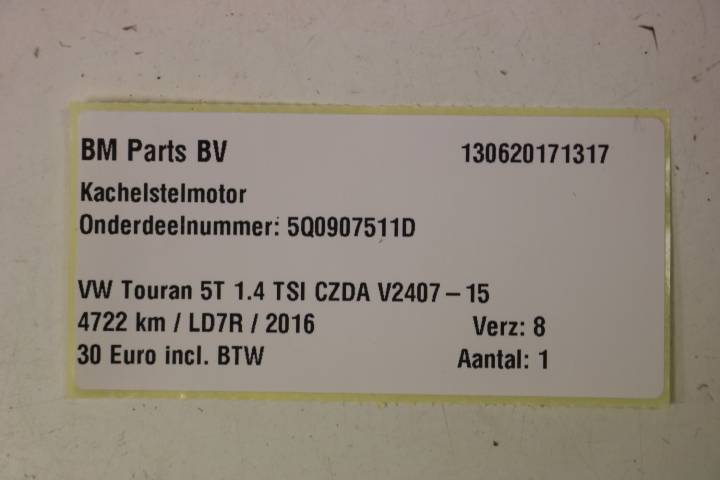 BM Parts BV 130620171317
Kachelstelmotor
Onderdeelnummer: 5Q0907511D
VW Touran 5T 1.4 TSI CZDA V2407 – 15
4722 km / LD7R / 2016 Verz: 8
30 Euro incl. BTW Aantal: 1